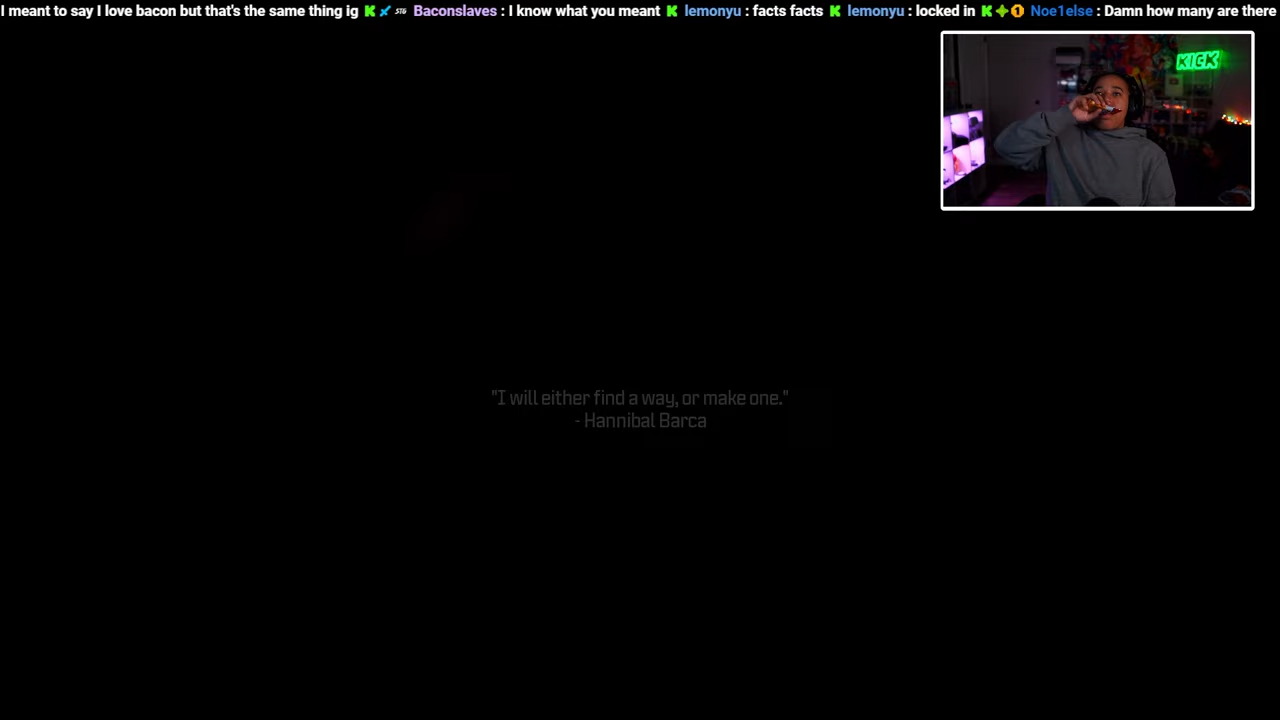 I meant to say I love bacon but that's the same thing ig Baconslaves : I know what you meant lemonyu : facts facts lemonyu : locked in 1 Noe1else : Damn how many are there
KICK
"I will either find a way, or make one."
- Hannibal Barca